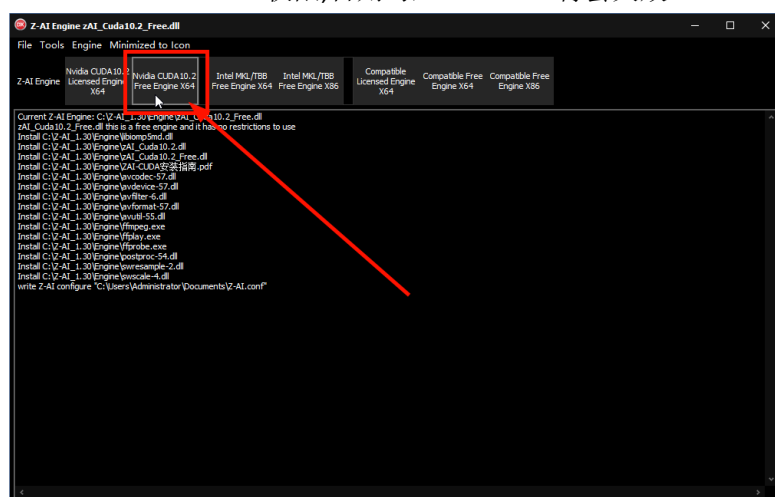 Z-AI Engine zAI_Cuda10.2_Free.dll
File Tools Engine Minimized to Icon
Z-AI Engine
Nvidia CUDA10.2
Licensed Engine
X64
Nvidia CUDA10.2
Free Engine X64
Intel MKL/TBB
Free Engine X64
Intel MKL/TBB
Free Engine X86
Compatible
Licensed Engine
X64
Compatible Free
Engine X64
Compatible Free
Engine X86
Current Z-AI Engine: C:\Z-AI_1.30\Engine\zAI_Cuda10.2_Free.dll
zAI_Cuda10.2_Free.dll this is a free engine and it has no restrictions to use
Install C:\Z-AI_1.30\Engine\libiomp5md.dll
Install C:\Z-AI_1.30\Engine\zAI_Cuda10.2.dll
Install C:\Z-AI_1.30\Engine\zAI_Cuda10.2_Free.dll
Install C:\Z-AI_1.30\Engine\ZAI-CUDA安装指南.pdf
Install C:\Z-AI_1.30\Engine\avcodec-57.dll
Install C:\Z-AI_1.30\Engine\avdevice-57.dll
Install C:\Z-AI_1.30\Engine\avfilter-6.dll
Install C:\Z-AI_1.30\Engine\avformat-57.dll
Install C:\Z-AI_1.30\Engine\avutil-55.dll
Install C:\Z-AI_1.30\Engine\ffmpeg.exe
Install C:\Z-AI_1.30\Engine\ffplay.exe
Install C:\Z-AI_1.30\Engine\ffprobe.exe
Install C:\Z-AI_1.30\Engine\postproc-54.dll
Install C:\Z-AI_1.30\Engine\swresample-2.dll
Install C:\Z-AI_1.30\Engine\swscale-4.dll
write Z-AI configure "C:\Users\Administrator\Documents\Z-AI.conf"